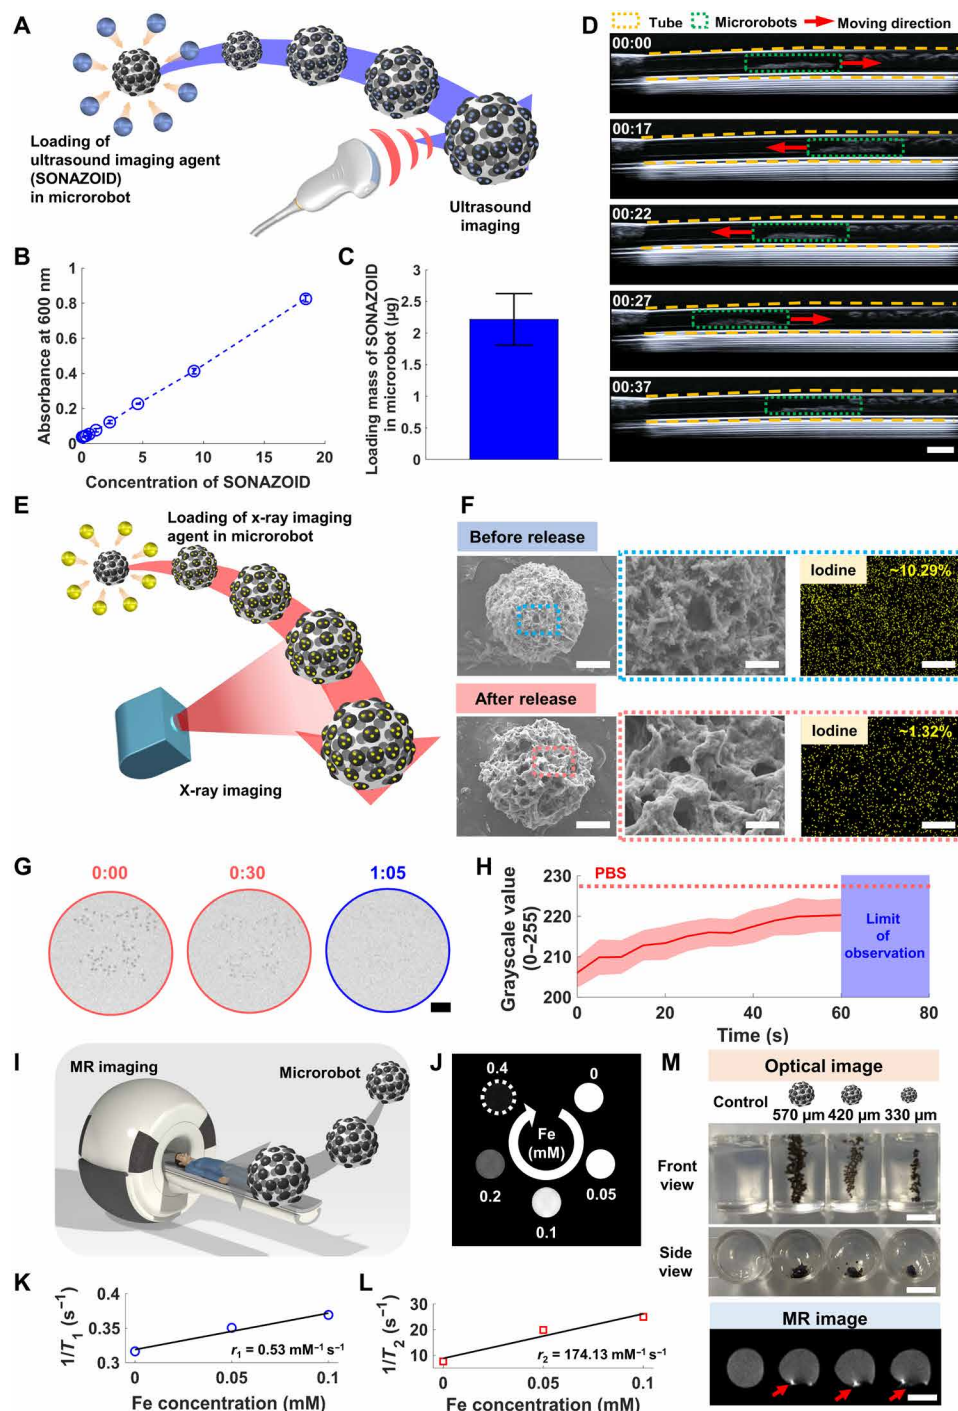 A
Loading of
ultrasound imaging agent
(SONAZOID)
in microrobot
Ultrasound
imaging
B
Absorbance at 600 nm
1
0.8
0.6
0.4
0.2
0
0 5 10 15 20
Concentration of SONAZOID
C
Loading mass of SONAZOID
in microrobot (µg)
3
2.5
2
1.5
1
0.5
0
D
Tube Microrobots Moving direction
00:00
00:17
00:22
00:27
00:37
E
Loading of x-ray imaging
agent in microrobot
X-ray imaging
F
Before release
Iodine ~10.29%
After release
Iodine ~1.32%
G
0:00 0:30 1:05
H
Grayscale value
(0–255)
230
220
210
200
PBS
Limit
of
observation
0 20 40 60 80
Time (s)
I
MR imaging
Microrobot
J
0.4
0
Fe
(mM)
0.2
0.05
0.1
K
1/T1 (s−1)
0.4
0.35
0.3
r1 = 0.53 mM−1 s−1
0 0.05 0.1
Fe concentration (mM)
L
1/T2 (s−1)
30
20
10
0
r2 = 174.13 mM−1 s−1
0 0.05 0.1
Fe concentration (mM)
M
Optical image
Control
570 µm 420 µm 330 µm
Front
view
Side
view
MR image